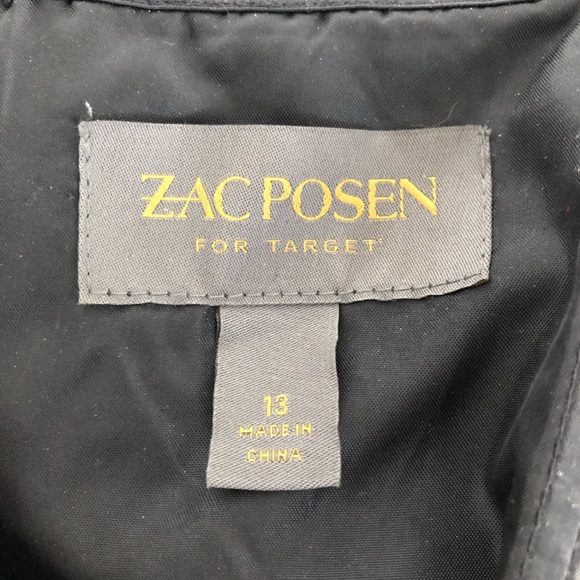 ZAC POSEN
FOR TARGET
13
MADE IN
CHINA